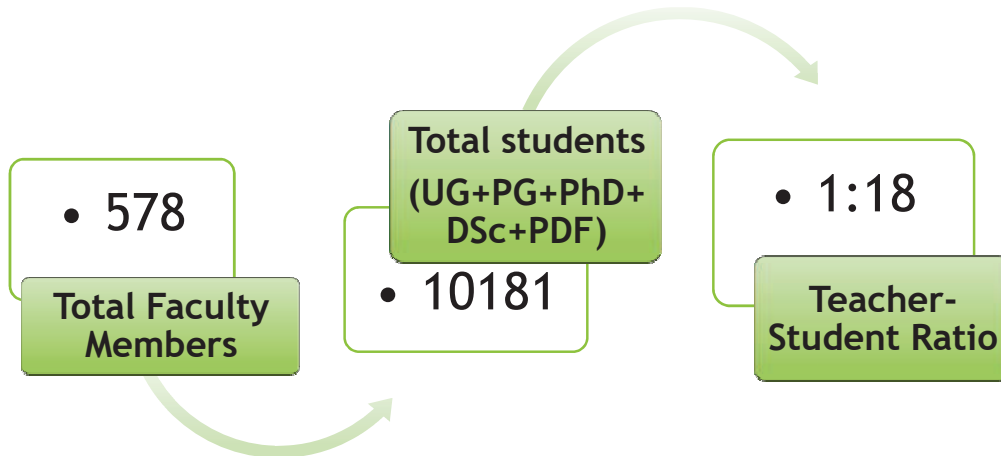 • 578
Total Faculty
Members
Total students
(UG+PG+PhD+
DSc+PDF)
• 10181
• 1:18
Teacher-
Student Ratio